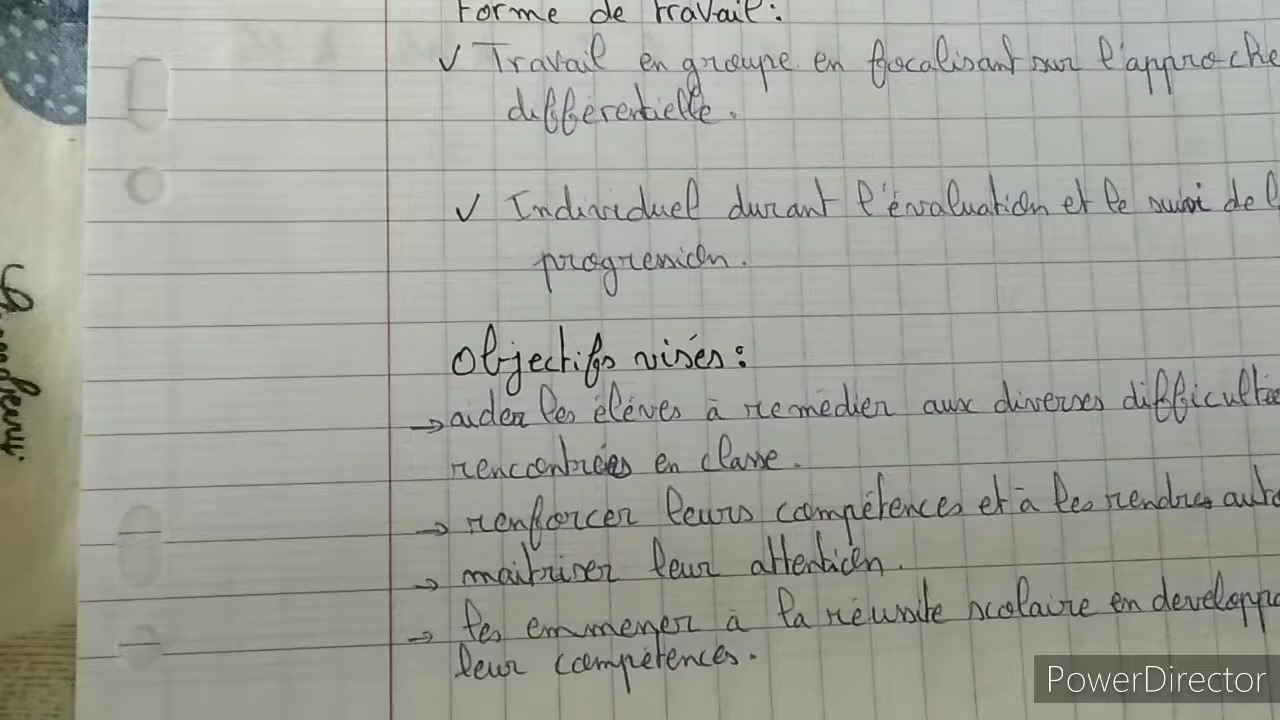 Forme de travail:
✓ Travail en groupe en focalisant sur l'approche
différentielle.
✓ Individuel durant l'évaluation et le suivi de l
progression.
Objectifs visés:
→ aider les élèves à remédier aux diverses difficultés
rencontrées en classe.
→ renforcer leurs compétences et à les rendres auto
→ maitriser leur attention.
→ les emmener à la réussite scolaire en developpa
leur compétences.
PowerDirector